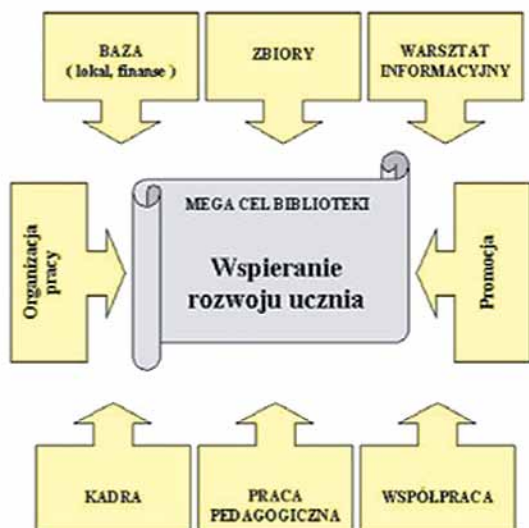 BAZA
( lokal, finanse )
ZBIORY
WARSZTAT
INFORMACYJNY
Organizacja
pracy
MEGA CEL BIBLIOTEKI
Wspieranie
rozwoju ucznia
Promocja
KADRA
PRACA
PEDAGOGICZNA
WSPÓŁPRACA